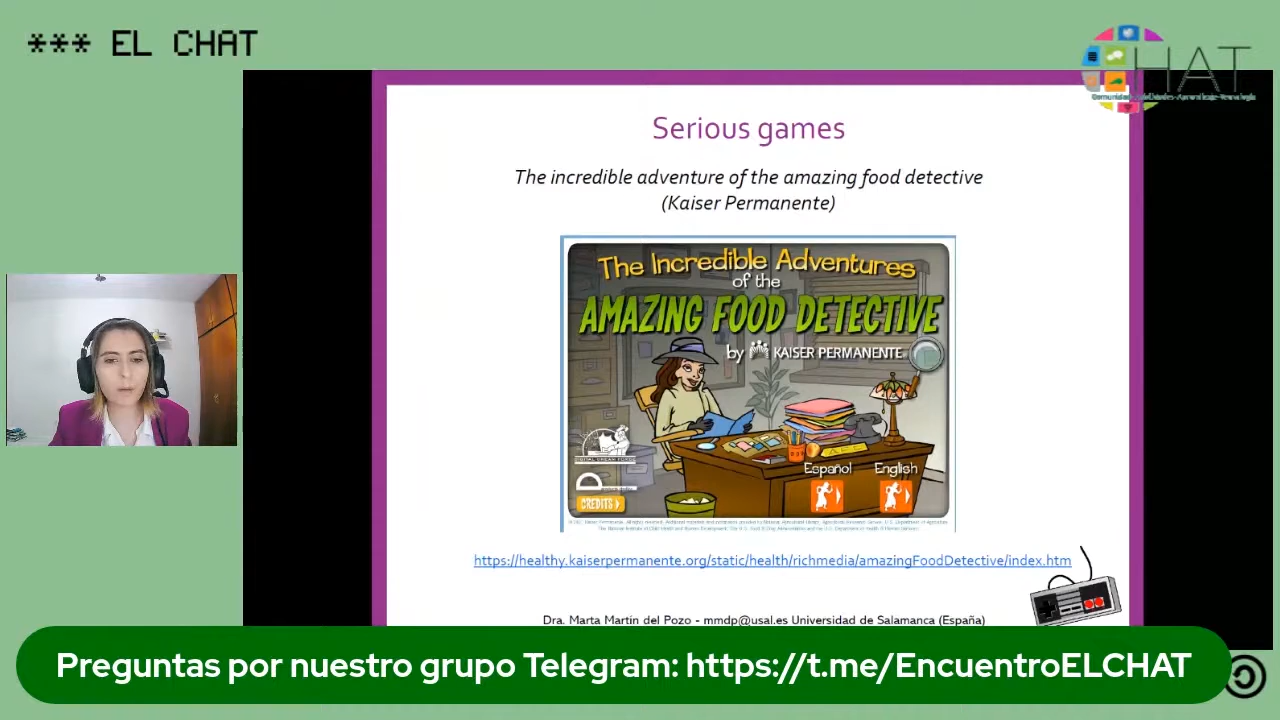 *** EL CHAT
HAT
Serious games
The incredible adventure of the amazing food detective
(Kaiser Permanente)
The Incredible Adventures
of the
AMAZING FOOD DETECTIVE
by KAISER PERMANENTE.
Español English
CREDITS
https://healthy.kaiserpermanente.org/static/health/richmedia/amazingFoodDetective/index.htm
Dra. Marta Martín del Pozo - mmdp@usal.es Universidad de Salamanca (España)
Preguntas por nuestro grupo Telegram: https://t.me/EncuentroELCHAT